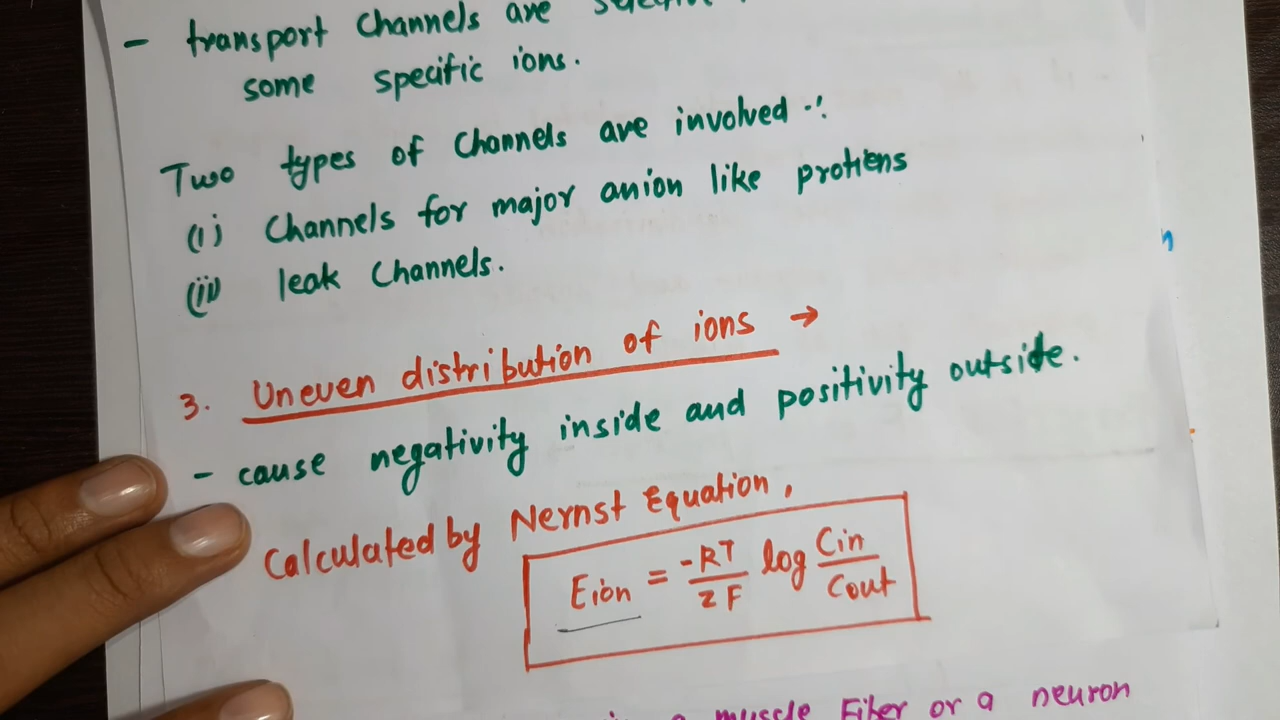 - transport Channels are
some specific ions.
Two types of Channels are involved :
(i) Channels for major anion like protiens
(ii) leak Channels.
3. Uneven distribution of ions →
- cause negativity inside and positivity outside.
Calculated by Nernst Equation,
Eion = -RT/zF log Cin/Cout
a muscle Fiber or a neuron